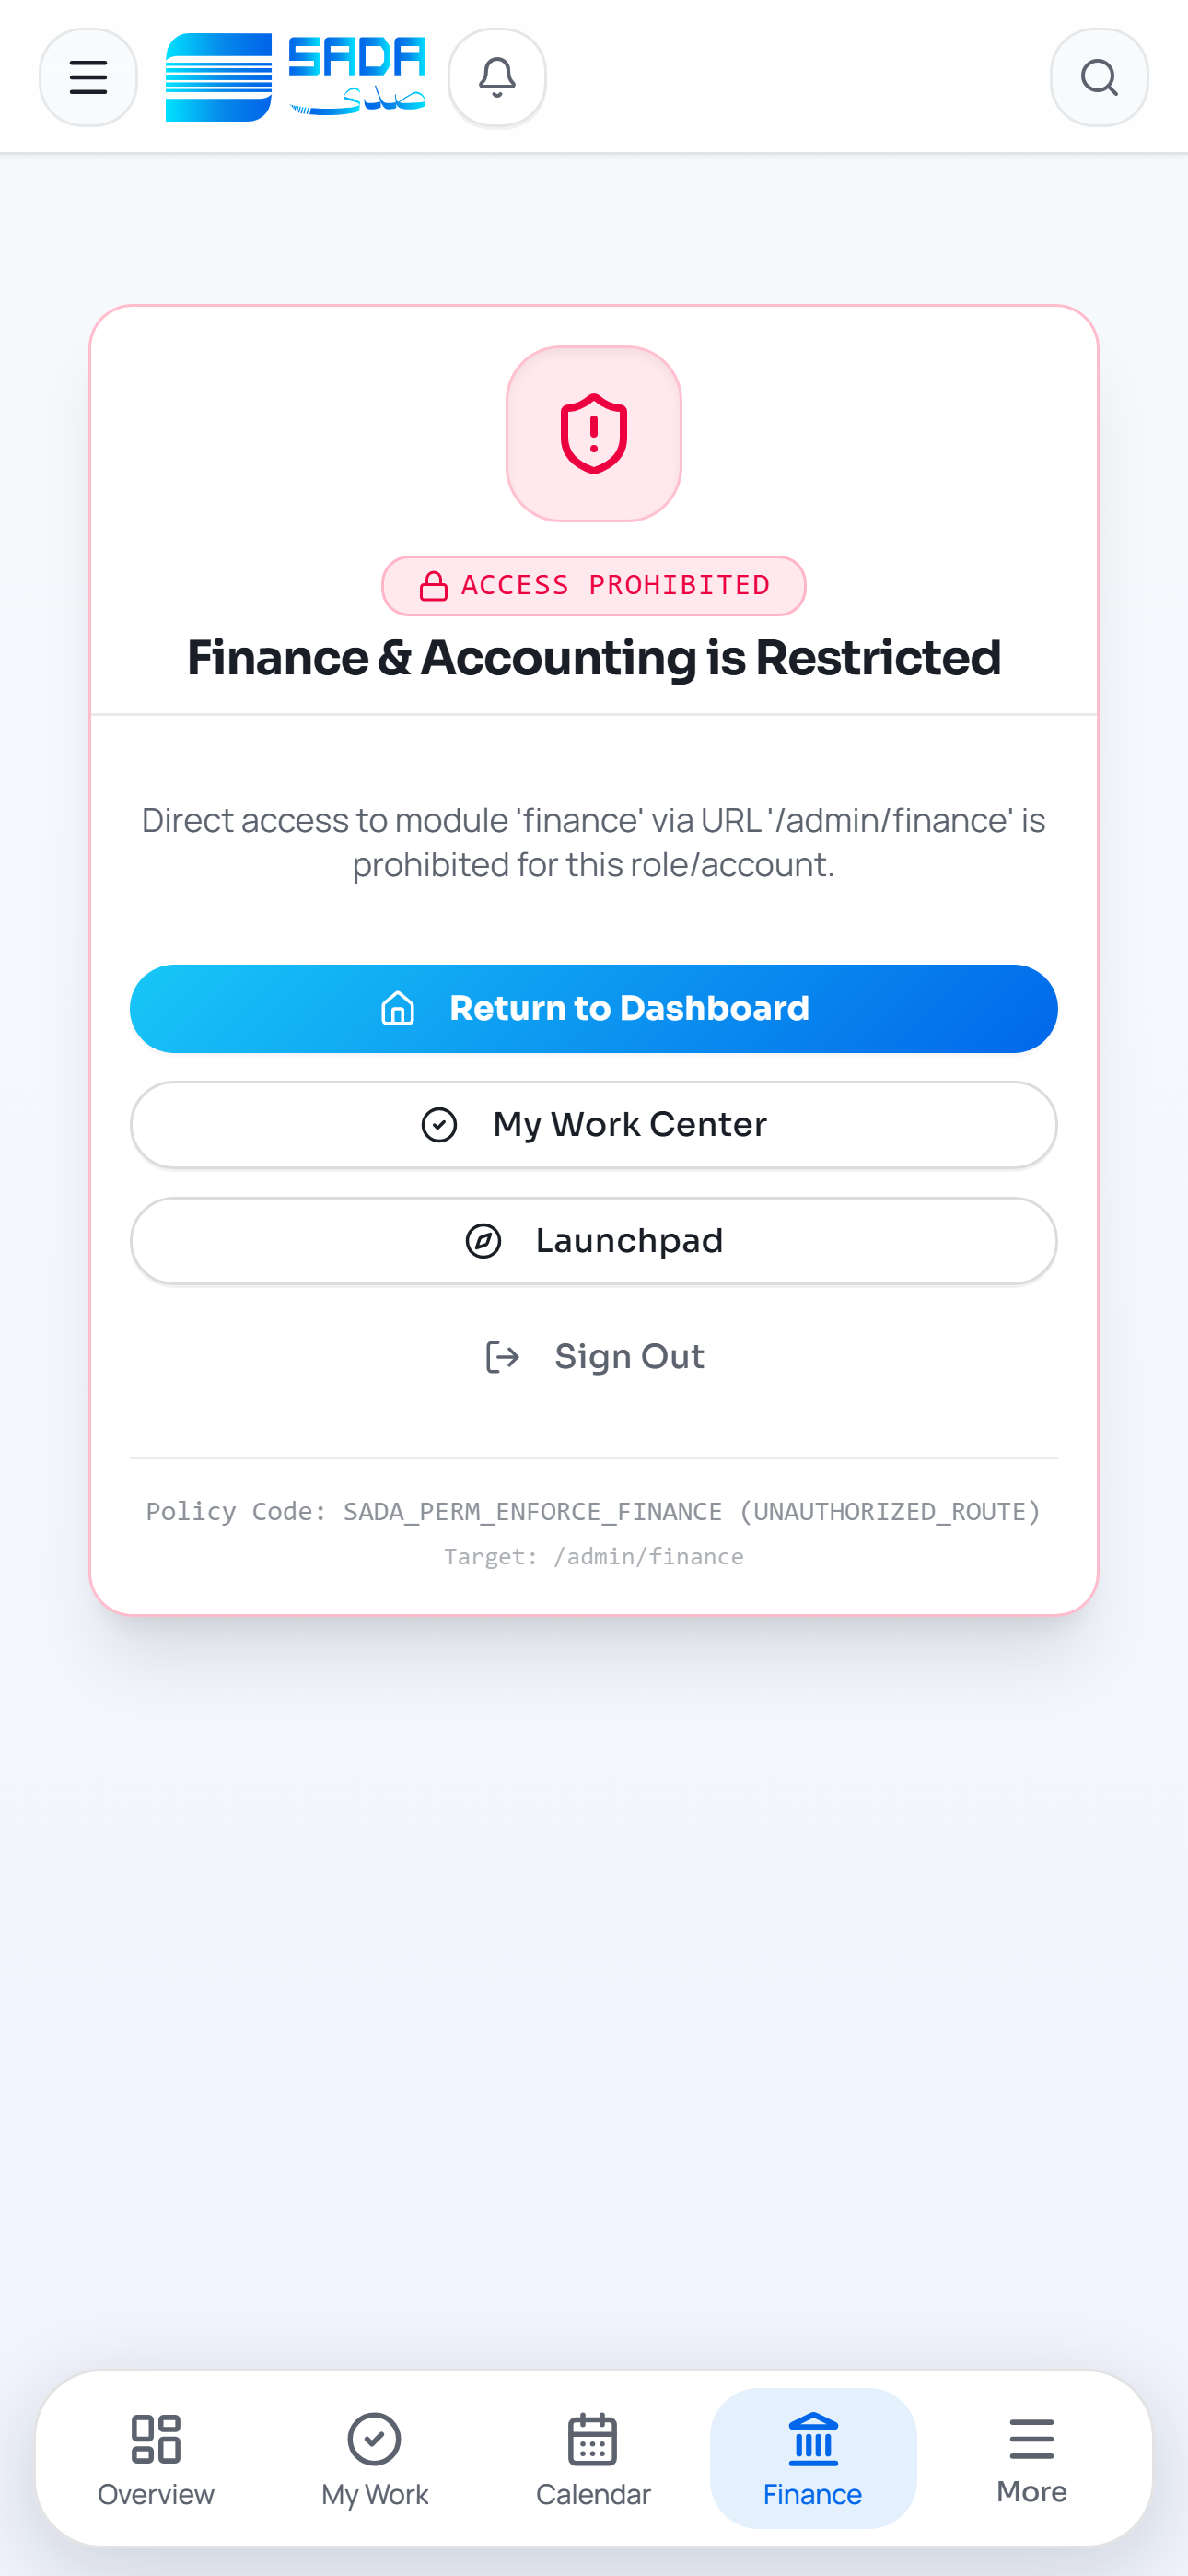 SADA
صدى
ACCESS PROHIBITED
Finance & Accounting is Restricted
Direct access to module 'finance' via URL '/admin/finance' is
prohibited for this role/account.
Return to Dashboard
My Work Center
Launchpad
Sign Out
Policy Code: SADA_PERM_ENFORCE_FINANCE (UNAUTHORIZED_ROUTE)
Target: /admin/finance
Overview
My Work
Calendar
Finance
More